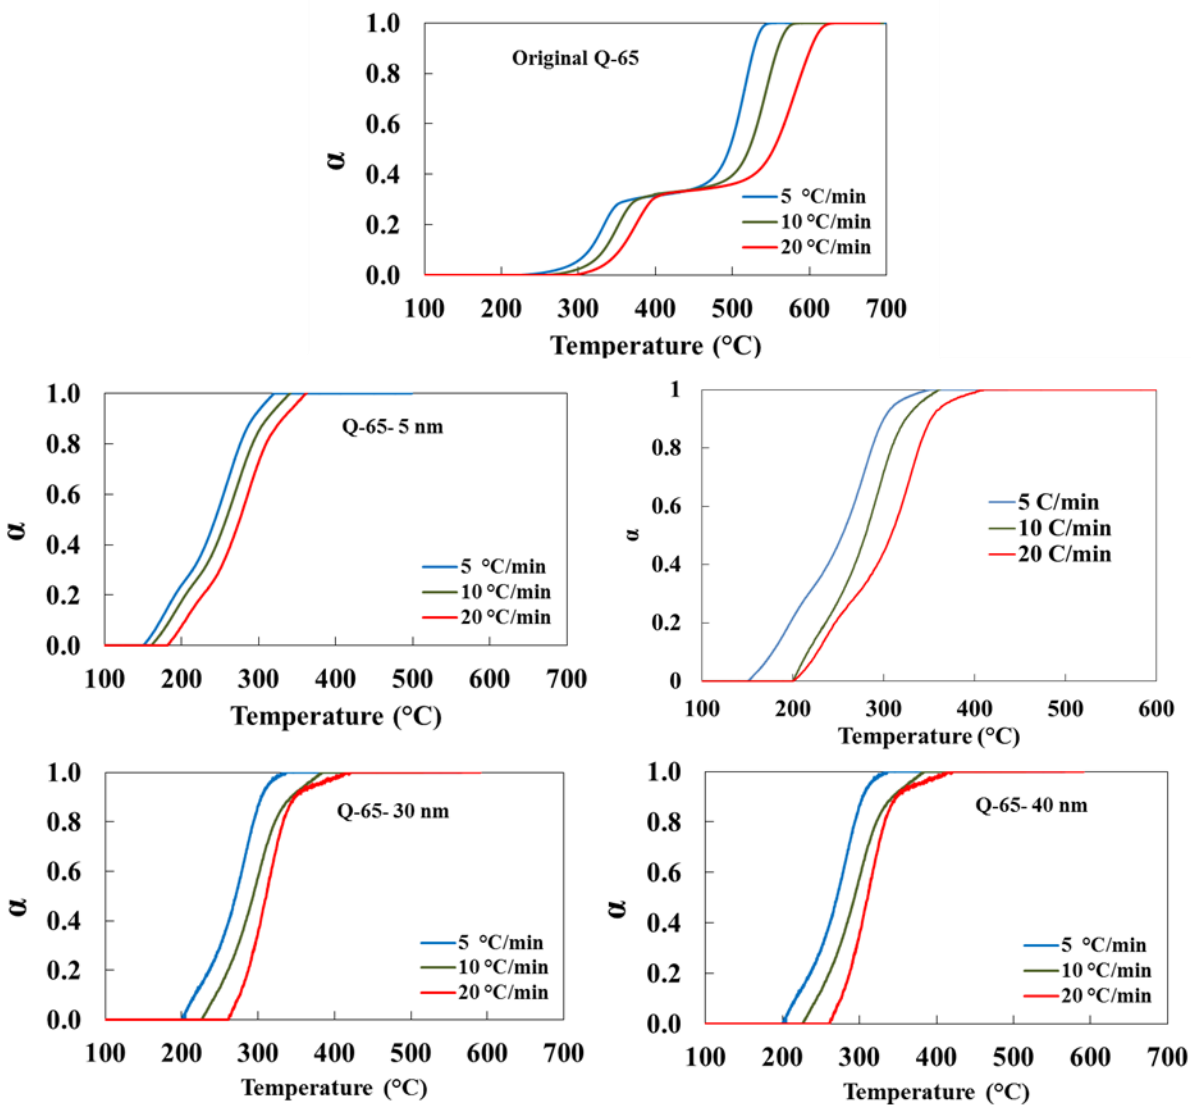 1.0
0.8
0.6
0.4
0.2
0.0
α
Original Q-65
5 °C/min
10 °C/min
20 °C/min
100 200 300 400 500 600 700
Temperature (°C)
1.0
0.8
0.6
0.4
0.2
0.0
α
Q-65- 5 nm
5 °C/min
10 °C/min
20 °C/min
100 200 300 400 500 600 700
Temperature (°C)
1
0.8
0.6
0.4
0.2
0
α
5 C/min
10 C/min
20 C/min
100 200 300 400 500 600
Temperature (°C)
1.0
0.8
0.6
0.4
0.2
0.0
α
Q-65- 30 nm
5 °C/min
10 °C/min
20 °C/min
100 200 300 400 500 600 700
Temperature (°C)
1.0
0.8
0.6
0.4
0.2
0.0
α
Q-65- 40 nm
5 °C/min
10 °C/min
20 °C/min
100 200 300 400 500 600 700
Temperature (°C)